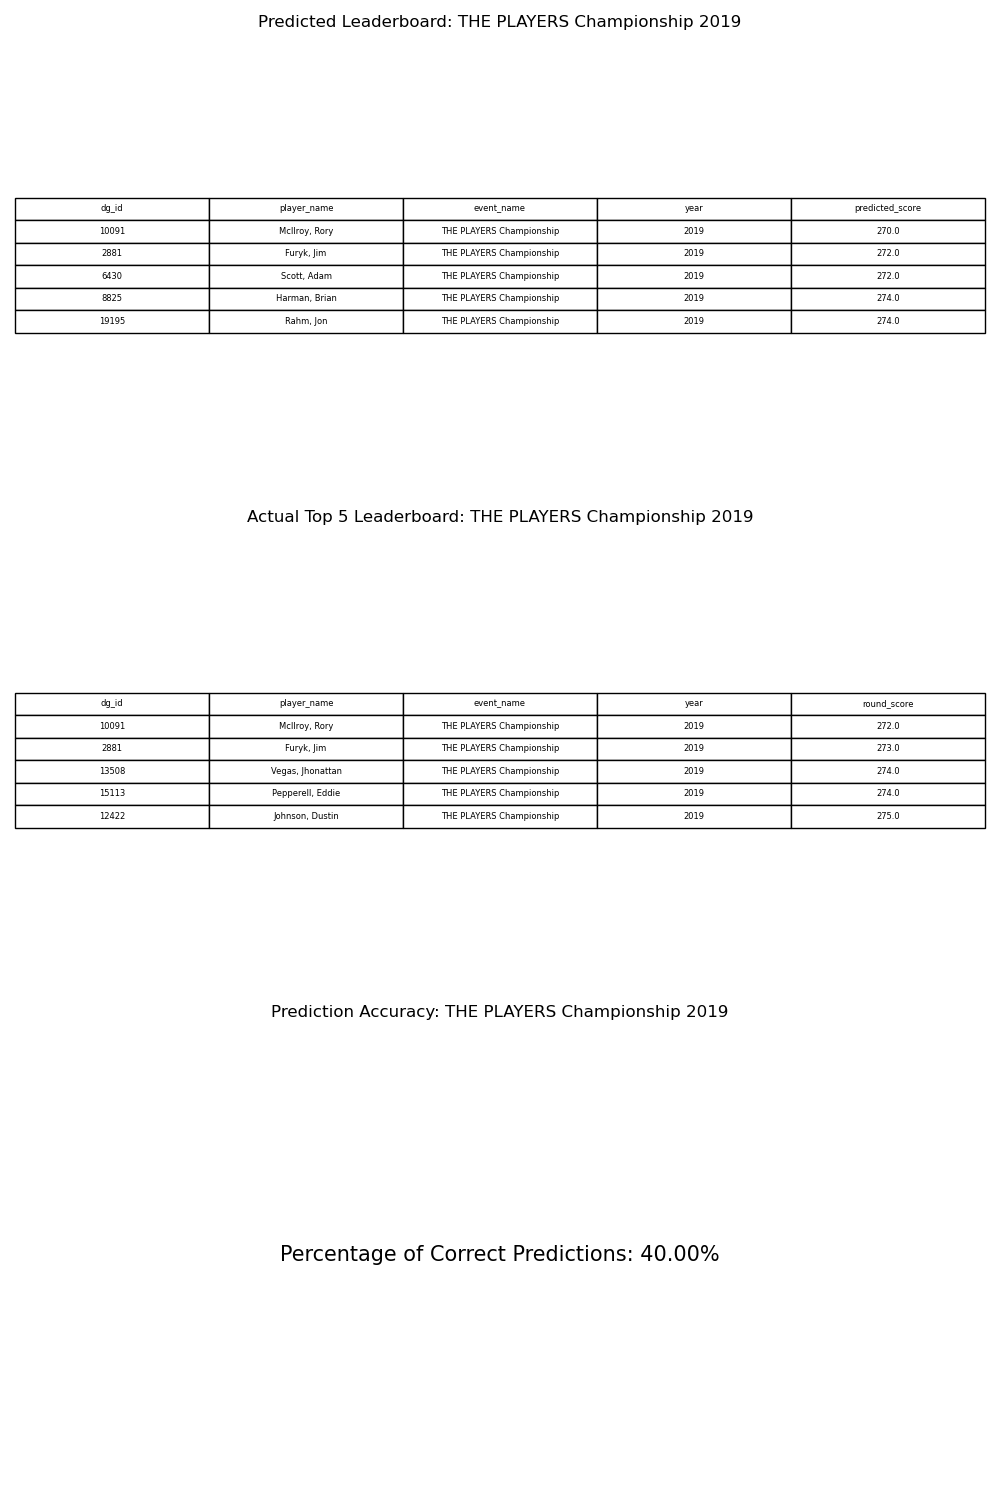 Predicted Leaderboard: THE PLAYERS Championship 2019
dg_id player_name event_name year predicted_score
10091 McIlroy, Rory THE PLAYERS Championship 2019 270.0
2881 Furyk, Jim THE PLAYERS Championship 2019 272.0
6430 Scott, Adam THE PLAYERS Championship 2019 272.0
8825 Harman, Brian THE PLAYERS Championship 2019 274.0
19195 Rahm, Jon THE PLAYERS Championship 2019 274.0
Actual Top 5 Leaderboard: THE PLAYERS Championship 2019
dg_id player_name event_name year round_score
10091 McIlroy, Rory THE PLAYERS Championship 2019 272.0
2881 Furyk, Jim THE PLAYERS Championship 2019 273.0
13508 Vegas, Jhonattan THE PLAYERS Championship 2019 274.0
15113 Pepperell, Eddie THE PLAYERS Championship 2019 274.0
12422 Johnson, Dustin THE PLAYERS Championship 2019 275.0
Prediction Accuracy: THE PLAYERS Championship 2019
Percentage of Correct Predictions: 40.00%